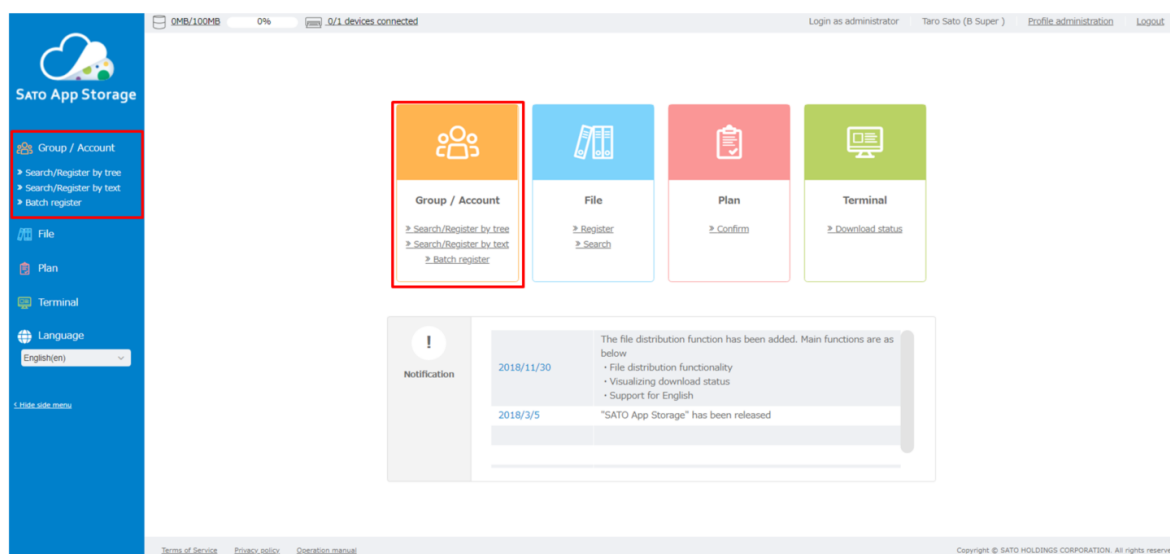 0MB/100MB 0% 0/1 devices connected Login as administrator Taro Sato (B Super ) Profile administration Logout
SATO App Storage
Group / Account
» Search/Register by tree
» Search/Register by text
» Batch register
File
Plan
Terminal
Language
English(en)
< Hide side menu
Group / Account
» Search/Register by tree
» Search/Register by text
» Batch register
File
» Register
» Search
Plan
» Confirm
Terminal
» Download status
!
Notification
2018/11/30
The file distribution function has been added. Main functions are as
below
・File distribution functionality
・Visualizing download status
・Support for English
2018/3/5 "SATO App Storage" has been released
Terms of Service Privacy policy Operation manual Copyright © SATO HOLDINGS CORPORATION. All rights reserve